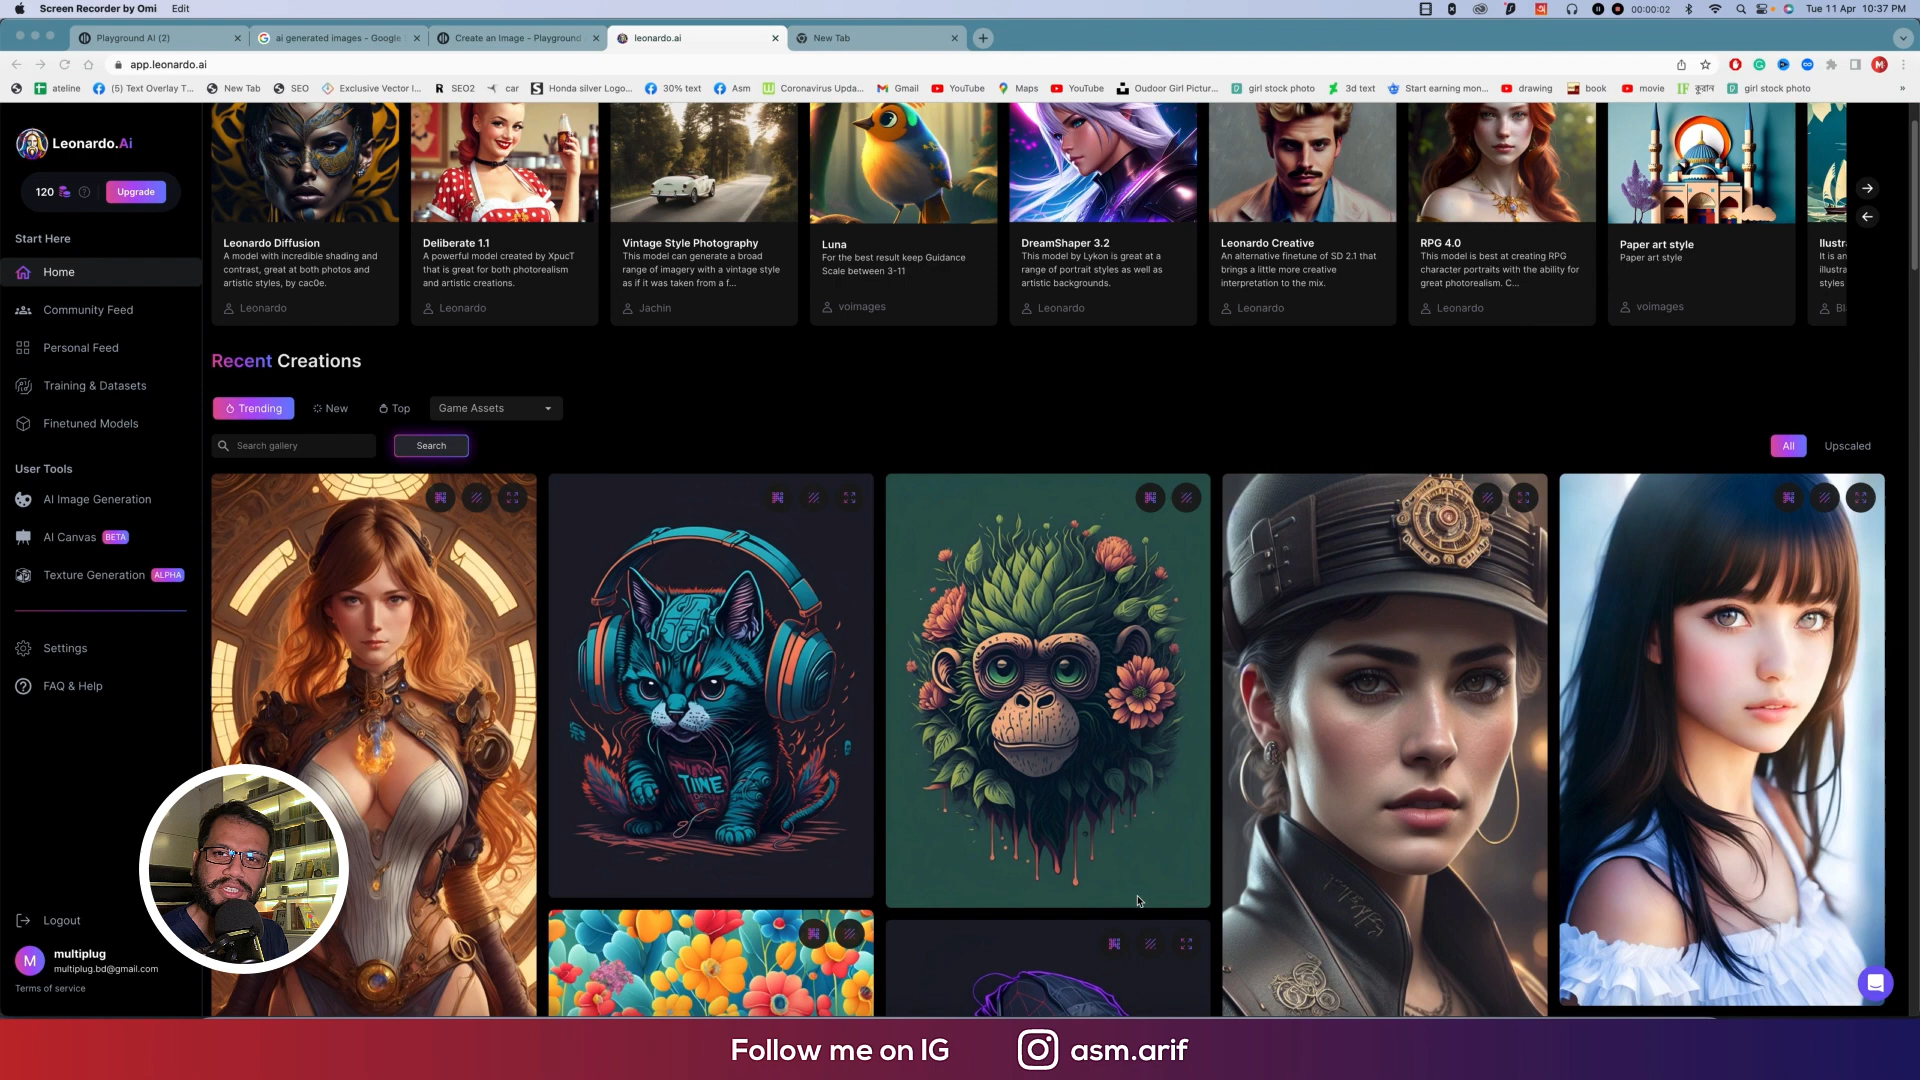 Screen Recorder by Omi Edit
00:00:02 Tue 11 Apr 10:37 PM
Playground AI (2)
ai generated images - Google
Create an Image - Playground
leonardo.ai
New Tab
app.leonardo.ai
ateline
(5) Text Overlay T...
New Tab
SEO
Exclusive Vector I...
SEO2
car
Honda silver Logo...
30% text
Asm
Coronavirus Upda...
Gmail
YouTube
Maps
YouTube
Oudoor Girl Pictur...
girl stock photo
3d text
Start earning mon...
drawing
book
movie
কুরান
girl stock photo
Leonardo.Ai
120 Upgrade
Start Here
Home
Community Feed
Personal Feed
Training & Datasets
Finetuned Models
User Tools
AI Image Generation
AI Canvas BETA
Texture Generation ALPHA
Settings
FAQ & Help
Logout
M
multiplug
multiplug.bd@gmail.com
Terms of service
Leonardo Diffusion
A model with incredible shading and
contrast, great at both photos and
artistic styles, by cac0e.
Leonardo
Deliberate 1.1
A powerful model created by XpucT
that is great for both photorealism
and artistic creations.
Leonardo
Vintage Style Photography
This model can generate a broad
range of imagery with a vintage style
as if it was taken from a f...
Jachin
Luna
For the best result keep Guidance
Scale between 3-11
voimages
DreamShaper 3.2
This model by Lykon is great at a
range of portrait styles as well as
artistic backgrounds.
Leonardo
Leonardo Creative
An alternative finetune of SD 2.1 that
brings a little more creative
interpretation to the mix.
Leonardo
RPG 4.0
This model is best at creating RPG
character portraits with the ability for
great photorealism. C...
Leonardo
Paper art style
Paper art style
voimages
Illustr
It is an
illustra
styles
Bl
Recent Creations
Trending
New
Top
Game Assets
Search gallery
Search
All
Upscaled
TINE
Follow me on IG
asm.arif